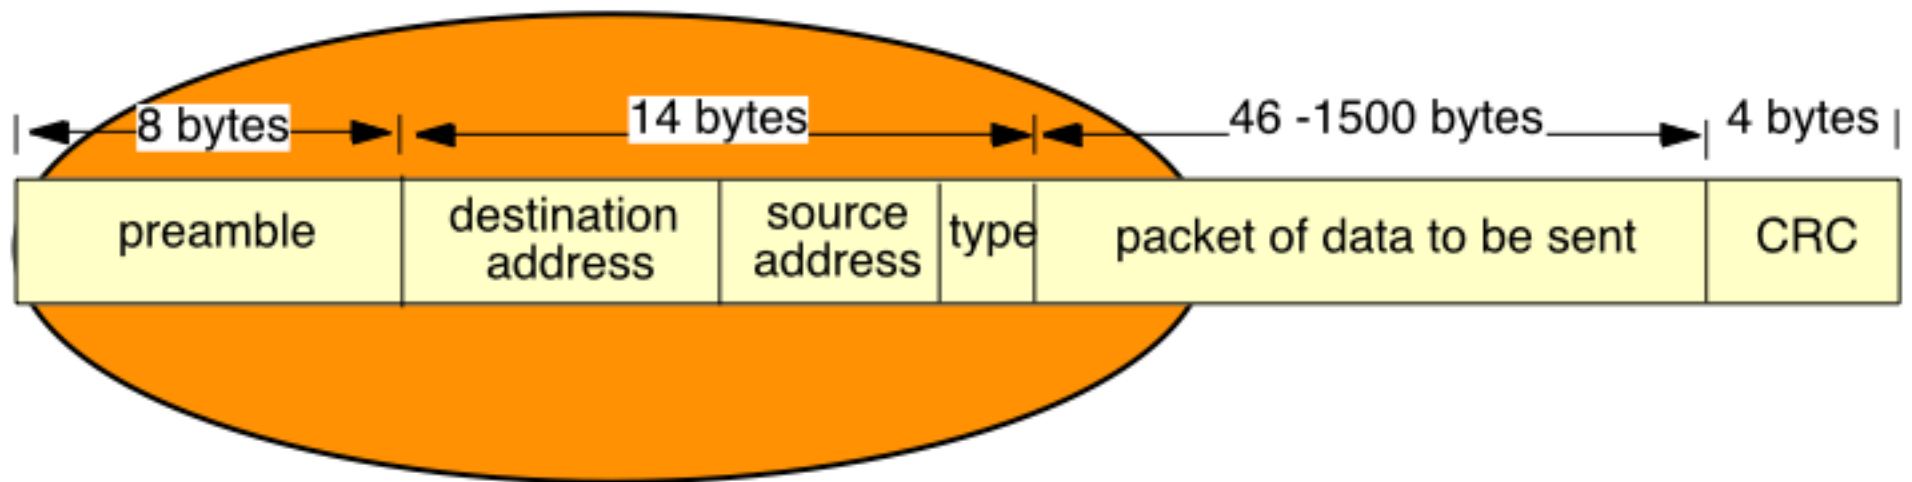 8 bytes
14 bytes
46 -1500 bytes
4 bytes
preamble
destination
address
source
address
type
packet of data to be sent
CRC